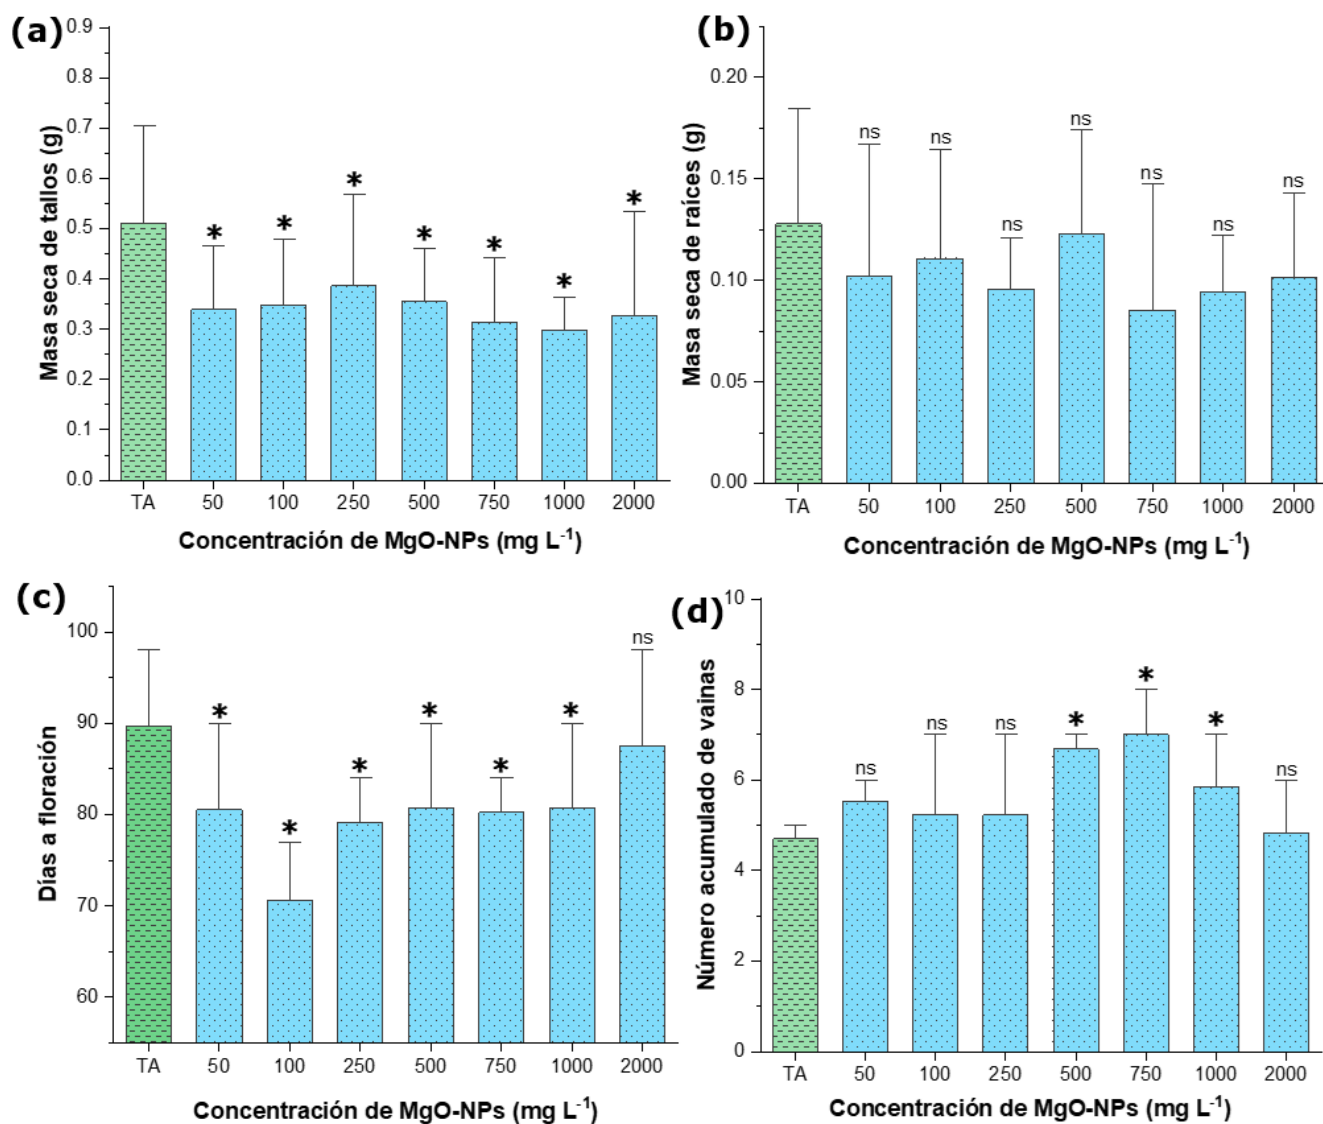 (a)
Masa seca de tallos (g)
0.9
0.8
0.7
0.6
0.5
0.4
0.3
0.2
0.1
0.0
* * * * * * *
TA 50 100 250 500 750 1000 2000
Concentración de MgO-NPs (mg L-1)
(b)
Masa seca de raíces (g)
0.20
0.15
0.10
0.05
0.00
ns ns ns ns ns ns ns
TA 50 100 250 500 750 1000 2000
Concentración de MgO-NPs (mg L-1)
(c)
Días a floración
100
90
80
70
60
* * * * * * ns
TA 50 100 250 500 750 1000 2000
Concentración de MgO-NPs (mg L-1)
(d)
Número acumulado de vainas
10
8
6
4
2
0
ns ns ns * * * ns
TA 50 100 250 500 750 1000 2000
Concentración de MgO-NPs (mg L-1)